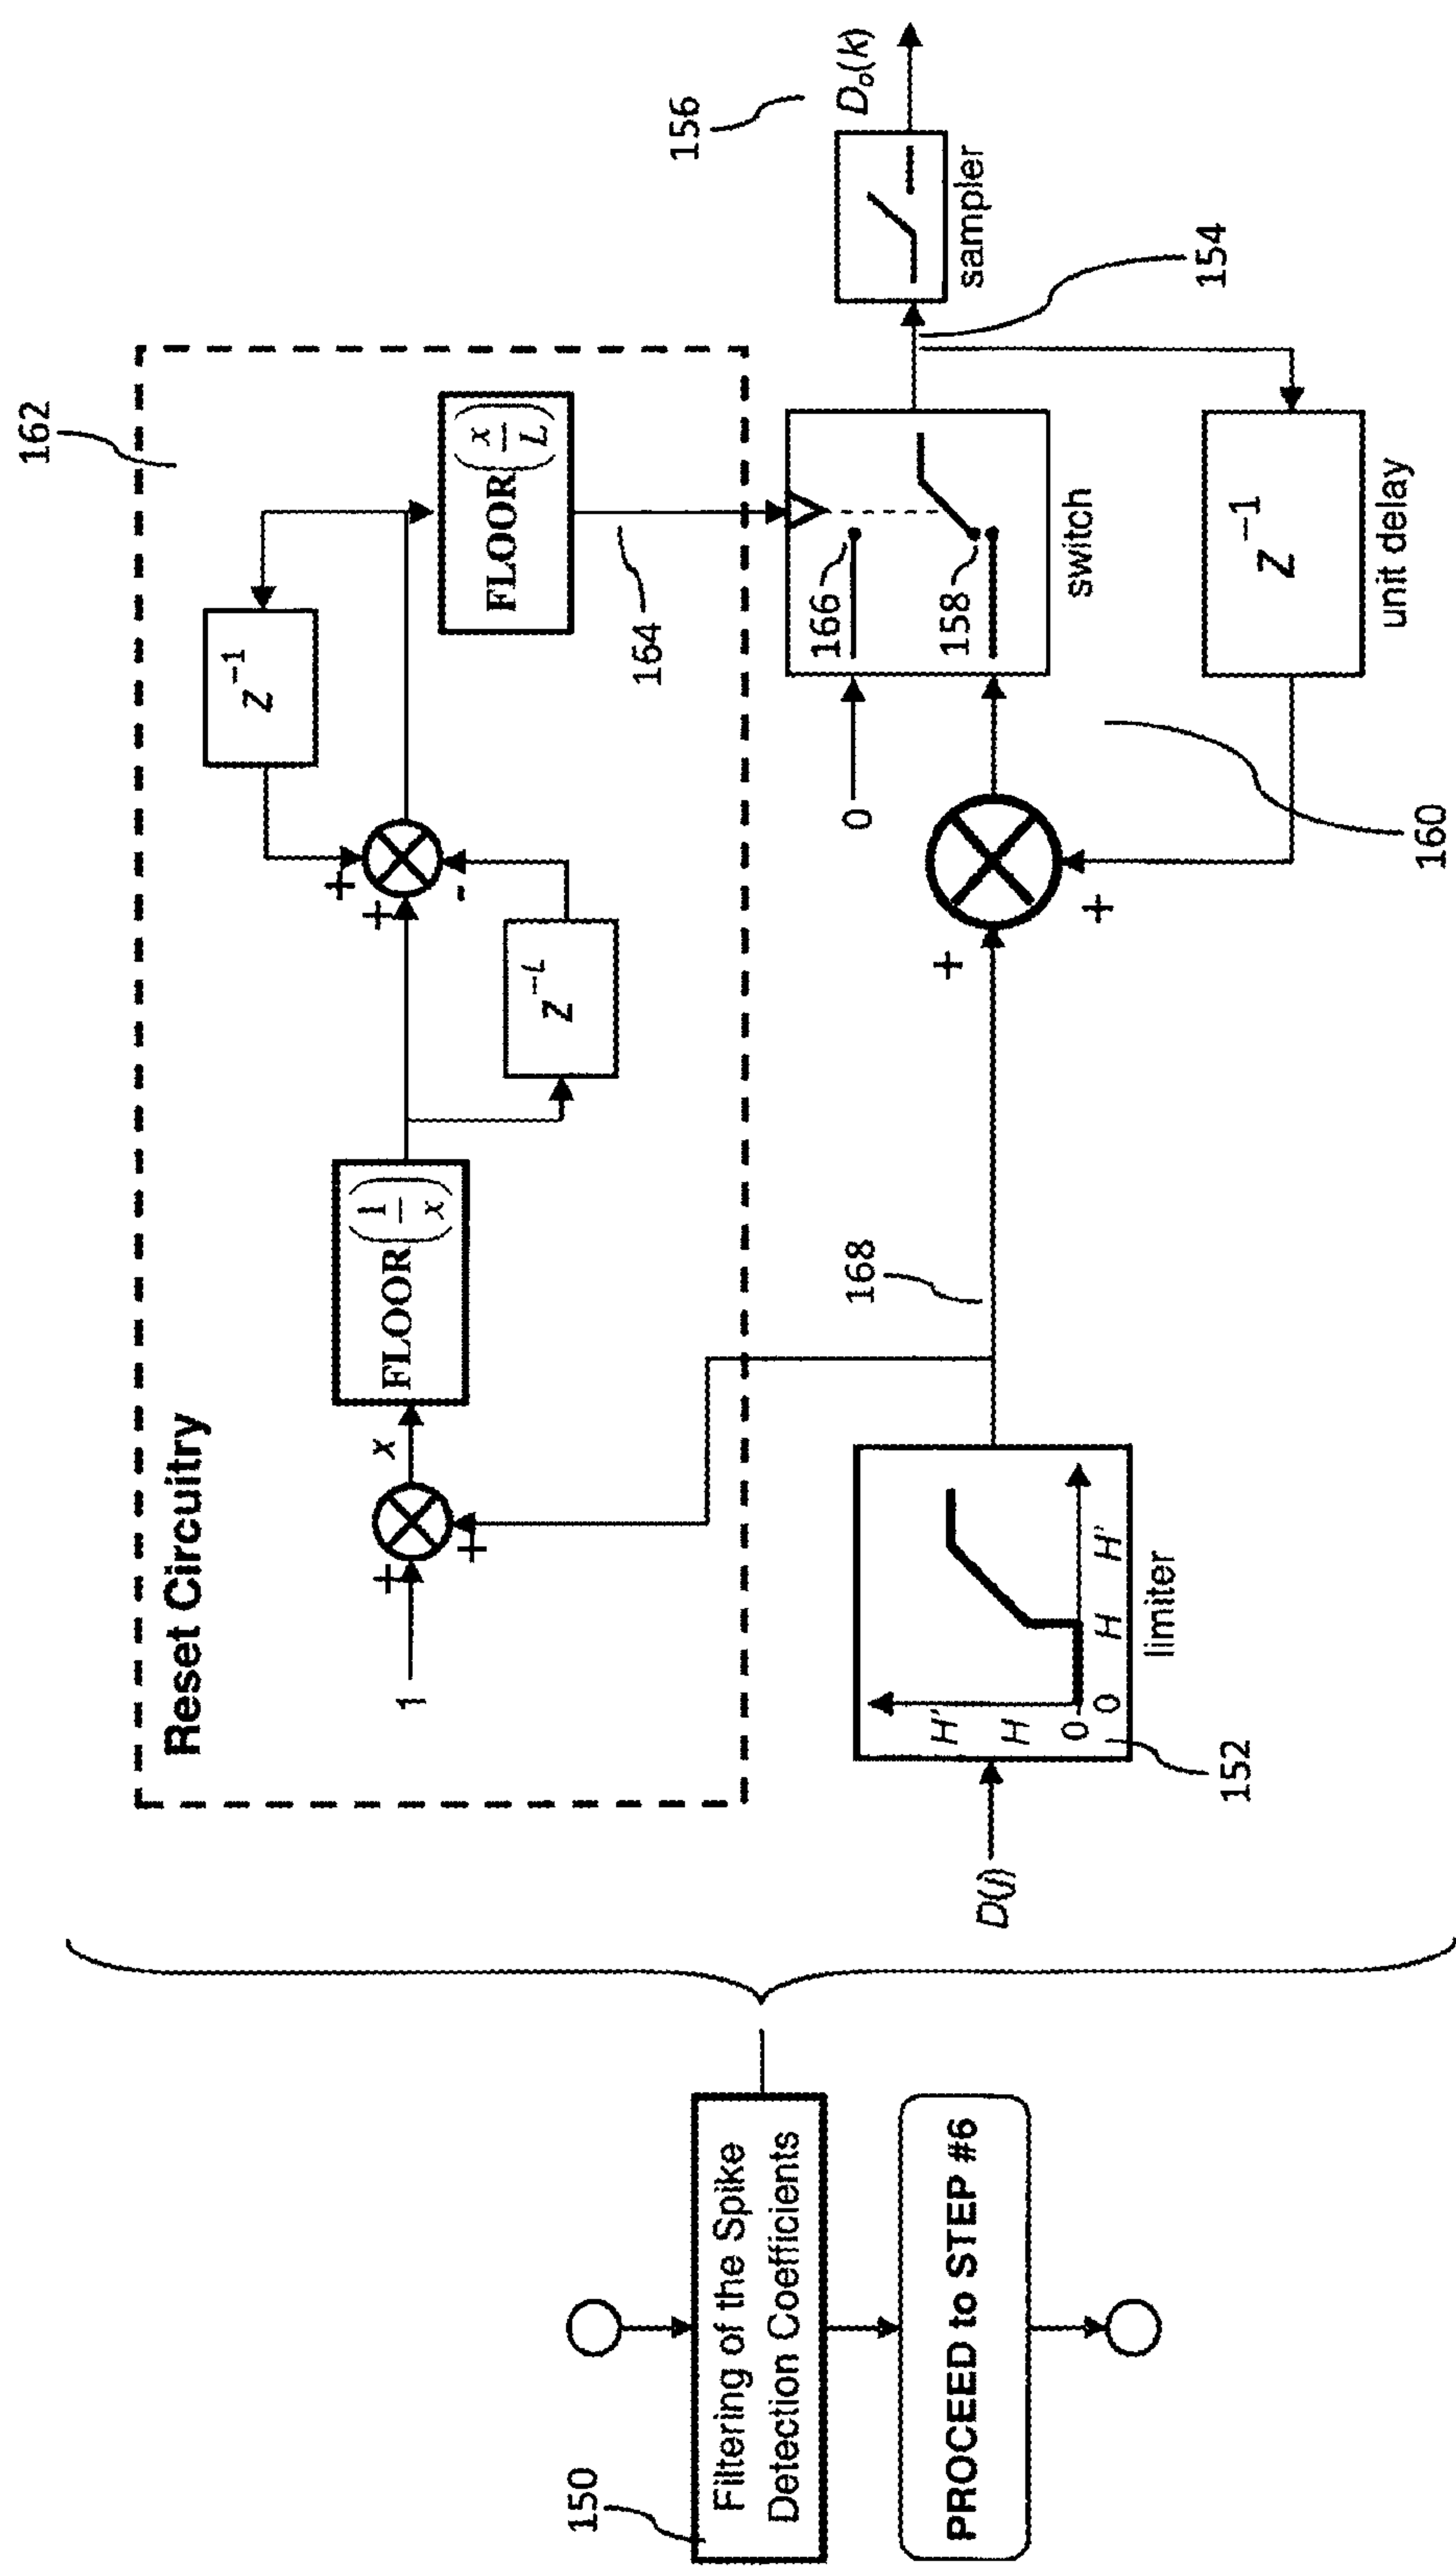 150
Filtering of the Spike
Detection Coefficients
PROCEED to STEP #6
Reset Circuitry
162
1
+
+
x
FLOOR(1/x)
z^-L
+
+
-
z^-1
FLOOR(x/L)
164
D(j)
H'
H
0
0
H
H'
limiter
152
168
+
+
0
166
158
switch
160
z^-1
unit delay
154
sampler
156
D_o(k)